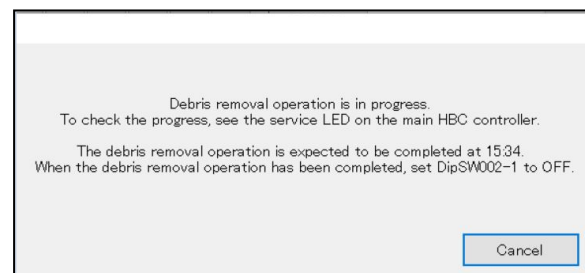 Debris removal operation is in progress.
To check the progress, see the service LED on the main HBC controller.
The debris removal operation is expected to be completed at 15:34.
When the debris removal operation has been completed, set DipSW002-1 to OFF.
Cancel